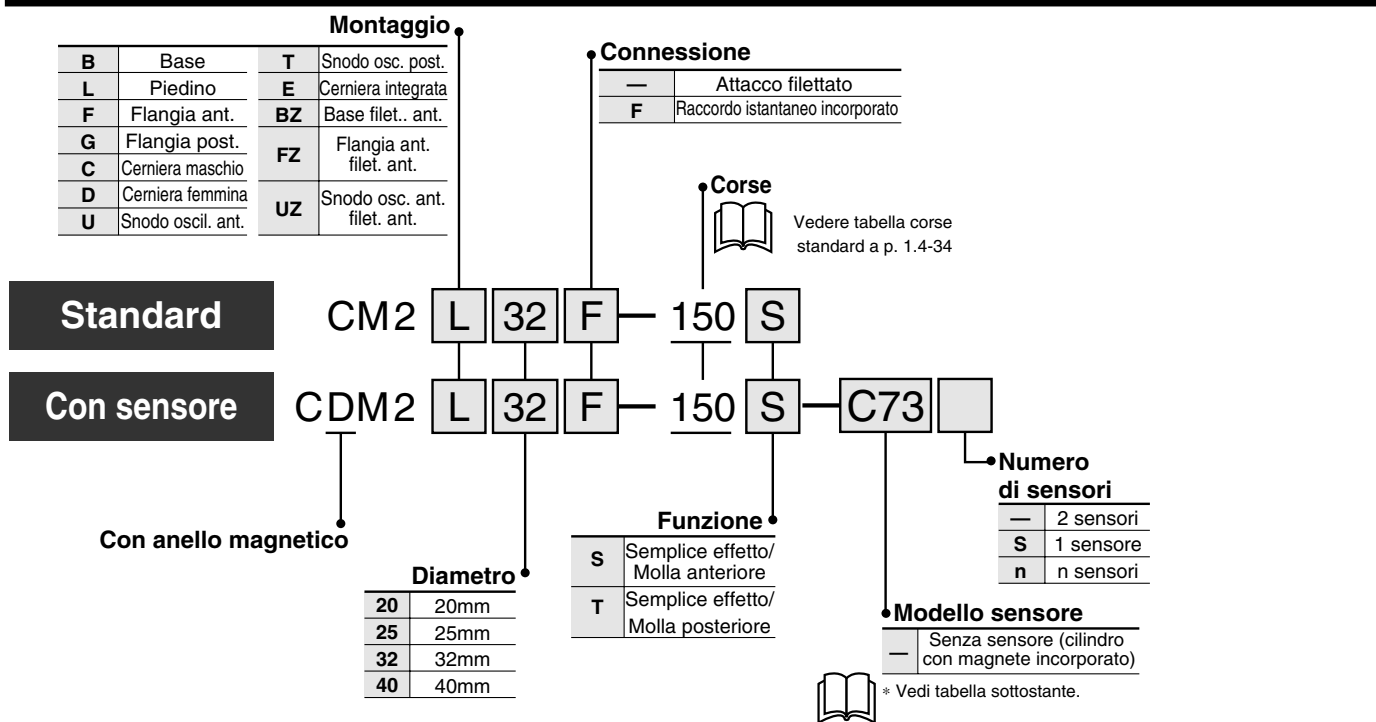 Montaggio
B Base T Snodo osc. post.
L Piedino E Cerniera integrata
F Flangia ant. BZ Base filet.. ant.
G Flangia post. FZ Flangia ant.
filet. ant.
C Cerniera maschio
D Cerniera femmina UZ Snodo osc. ant.
filet. ant.
U Snodo oscil. ant.
Connessione
— Attacco filettato
F Raccordo istantaneo incorporato
Corse
Vedere tabella corse
standard a p. 1.4-34
Standard CM2 L 32 F — 150 S
Con sensore CDM2 L 32 F — 150 S — C73
Con anello magnetico
Diametro
20 20mm
25 25mm
32 32mm
40 40mm
Funzione
S Semplice effetto/
Molla anteriore
T Semplice effetto/
Molla posteriore
Numero
di sensori
— 2 sensori
S 1 sensore
n n sensori
Modello sensore
— Senza sensore (cilindro
con magnete incorporato)
* Vedi tabella sottostante.